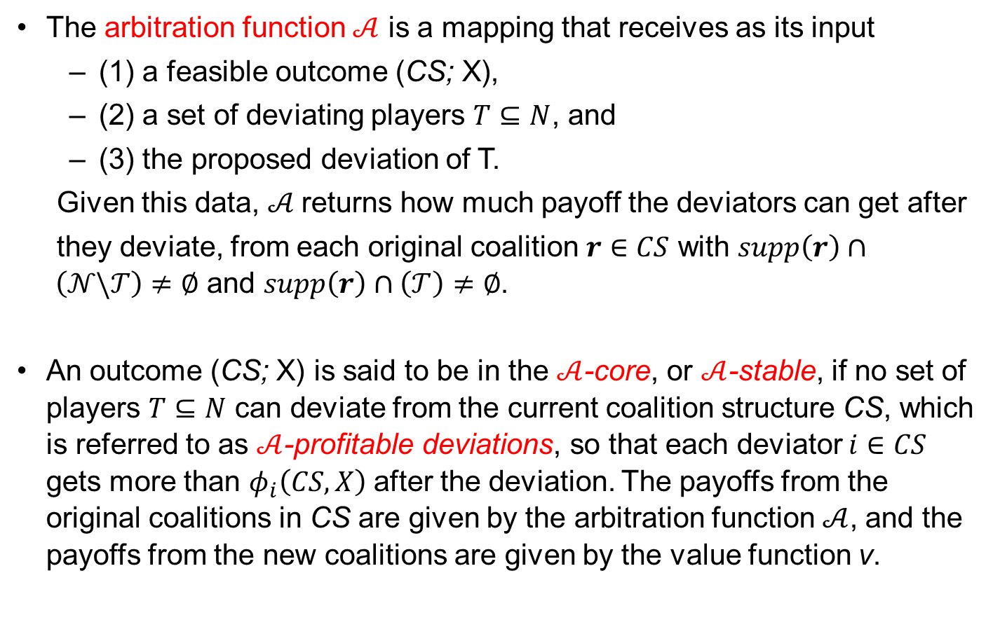 • The arbitration function 𝒜 is a mapping that receives as its input
– (1) a feasible outcome (CS; X),
– (2) a set of deviating players T ⊆ N, and
– (3) the proposed deviation of T.
Given this data, 𝒜 returns how much payoff the deviators can get after
they deviate, from each original coalition r ∈ CS with supp(r) ∩
(𝒩\𝒯) ≠ ∅ and supp(r) ∩ (𝒯) ≠ ∅.
• An outcome (CS; X) is said to be in the 𝒜-core, or 𝒜-stable, if no set of
players T ⊆ N can deviate from the current coalition structure CS, which
is referred to as 𝒜-profitable deviations, so that each deviator i ∈ CS
gets more than ϕᵢ(CS, X) after the deviation. The payoffs from the
original coalitions in CS are given by the arbitration function 𝒜, and the
payoffs from the new coalitions are given by the value function v.